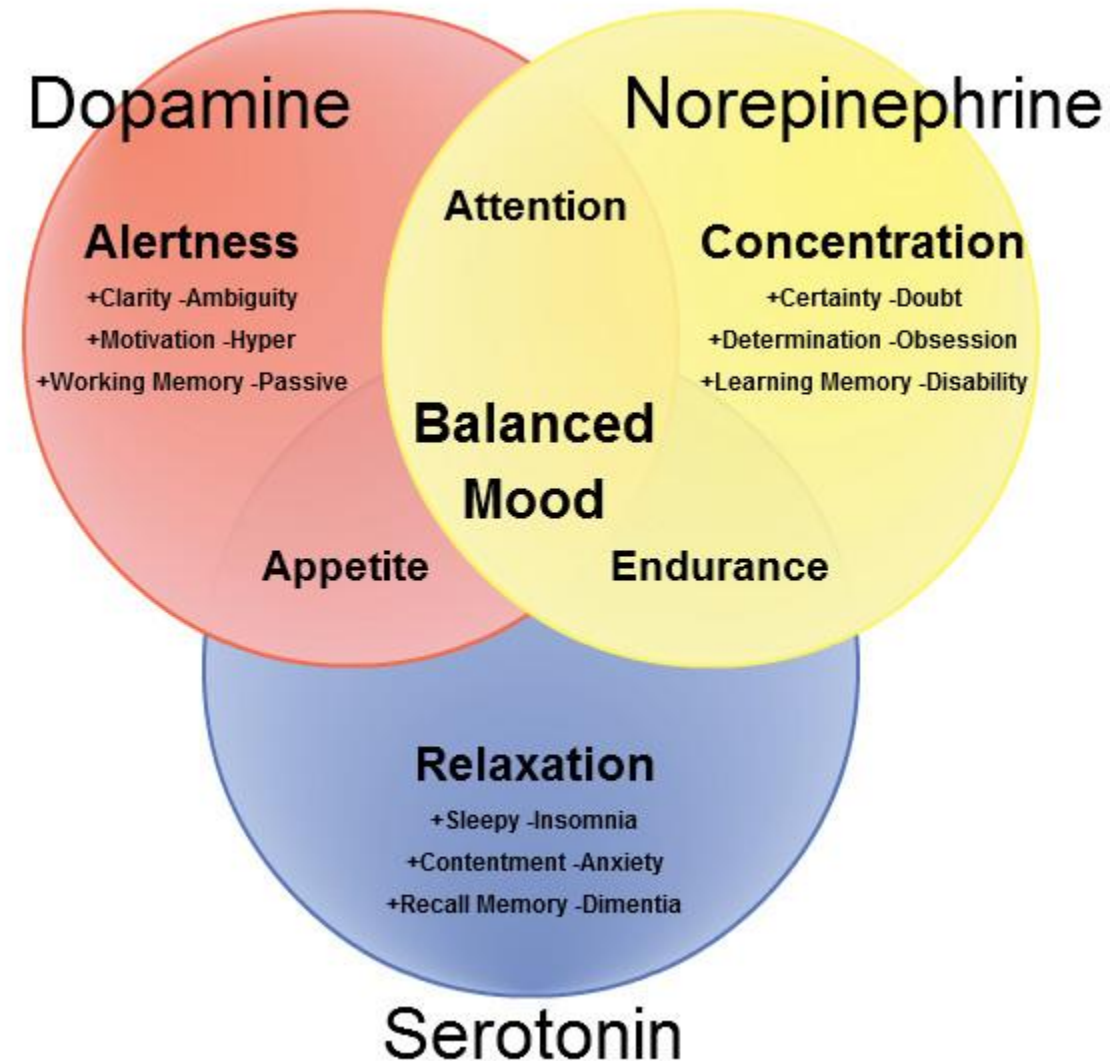 Dopamine
Norepinephrine
Attention
Alertness
+Clarity -Ambiguity
+Motivation -Hyper
+Working Memory -Passive
Concentration
+Certainty -Doubt
+Determination -Obsession
+Learning Memory -Disability
Balanced
Mood
Appetite
Endurance
Relaxation
+Sleepy -Insomnia
+Contentment -Anxiety
+Recall Memory -Dimentia
Serotonin